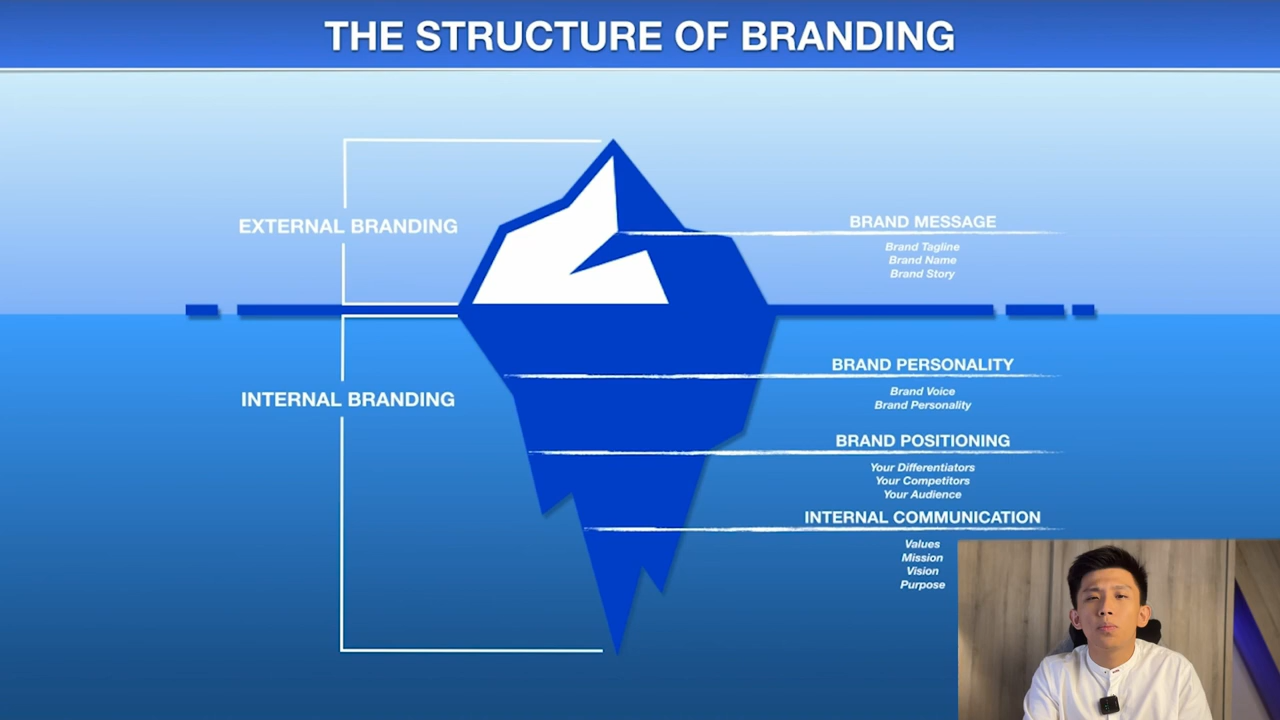 THE STRUCTURE OF BRANDING
EXTERNAL BRANDING
BRAND MESSAGE
Brand Tagline
Brand Name
Brand Story
INTERNAL BRANDING
BRAND PERSONALITY
Brand Voice
Brand Personality
BRAND POSITIONING
Your Differentiators
Your Competitors
Your Audience
INTERNAL COMMUNICATION
Values
Mission
Vision
Purpose